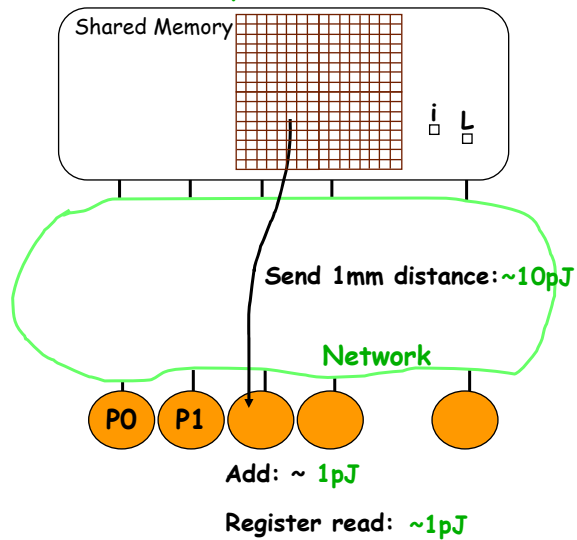 Shared Memory
i L
Send 1mm distance: ~10pJ
Network
P0 P1
Add: ~ 1pJ
Register read: ~1pJ